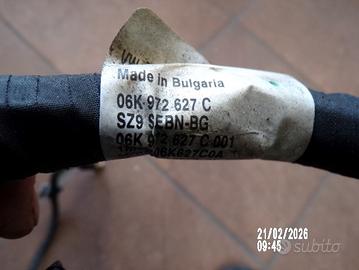 Made in Bulgaria
06K 972 627 C
SZ9 SEBN-BG
06K 972 627 C 001
06K627C0A
21/02/2026
09:45
subito